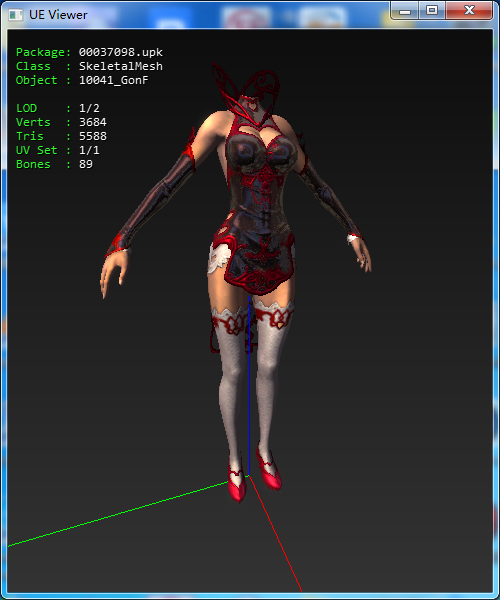 UE Viewer
Package: 00037098.upk
Class : SkeletalMesh
Object : 10041_GonF
LOD : 1/2
Verts : 3684
Tris : 5588
UV Set : 1/1
Bones : 89